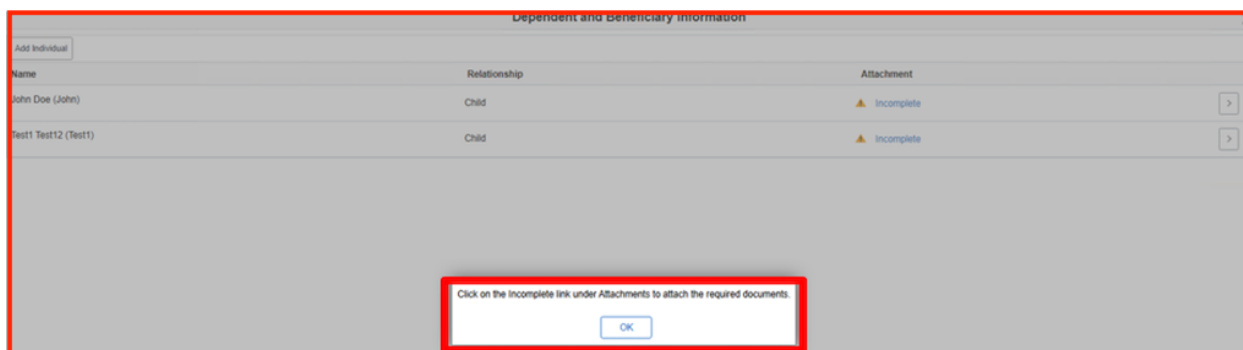 Dependent and Beneficiary Information
Add Individual
Name Relationship Attachment
John Doe (John) Child Incomplete >
Test1 Test12 (Test1) Child Incomplete >
Click on the Incomplete link under Attachments to attach the required documents.
OK